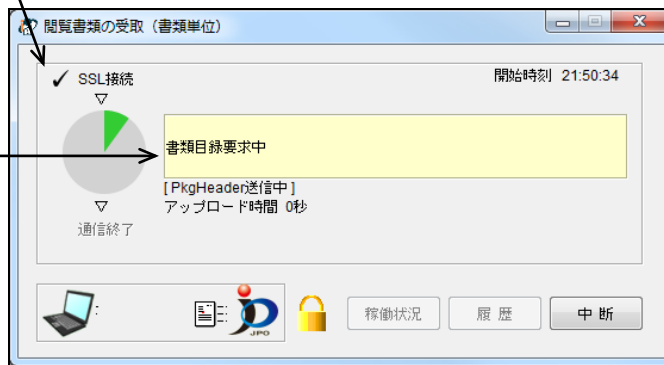 閲覧書類の受取（書類単位）
✓ SSL接続
開始時刻 21:50:34
▽
書類目録要求中
[ PkgHeader送信中 ]
▽
アップロード時間 0秒
通信終了
JPO
稼働状況
履 歴
中 断